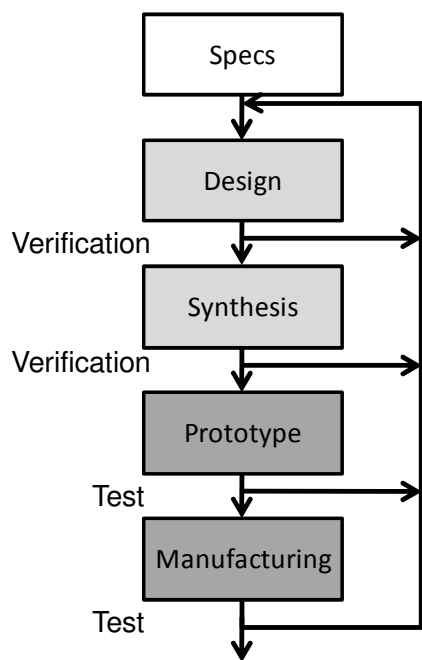 Specs
Design
Verification
Synthesis
Verification
Prototype
Test
Manufacturing
Test